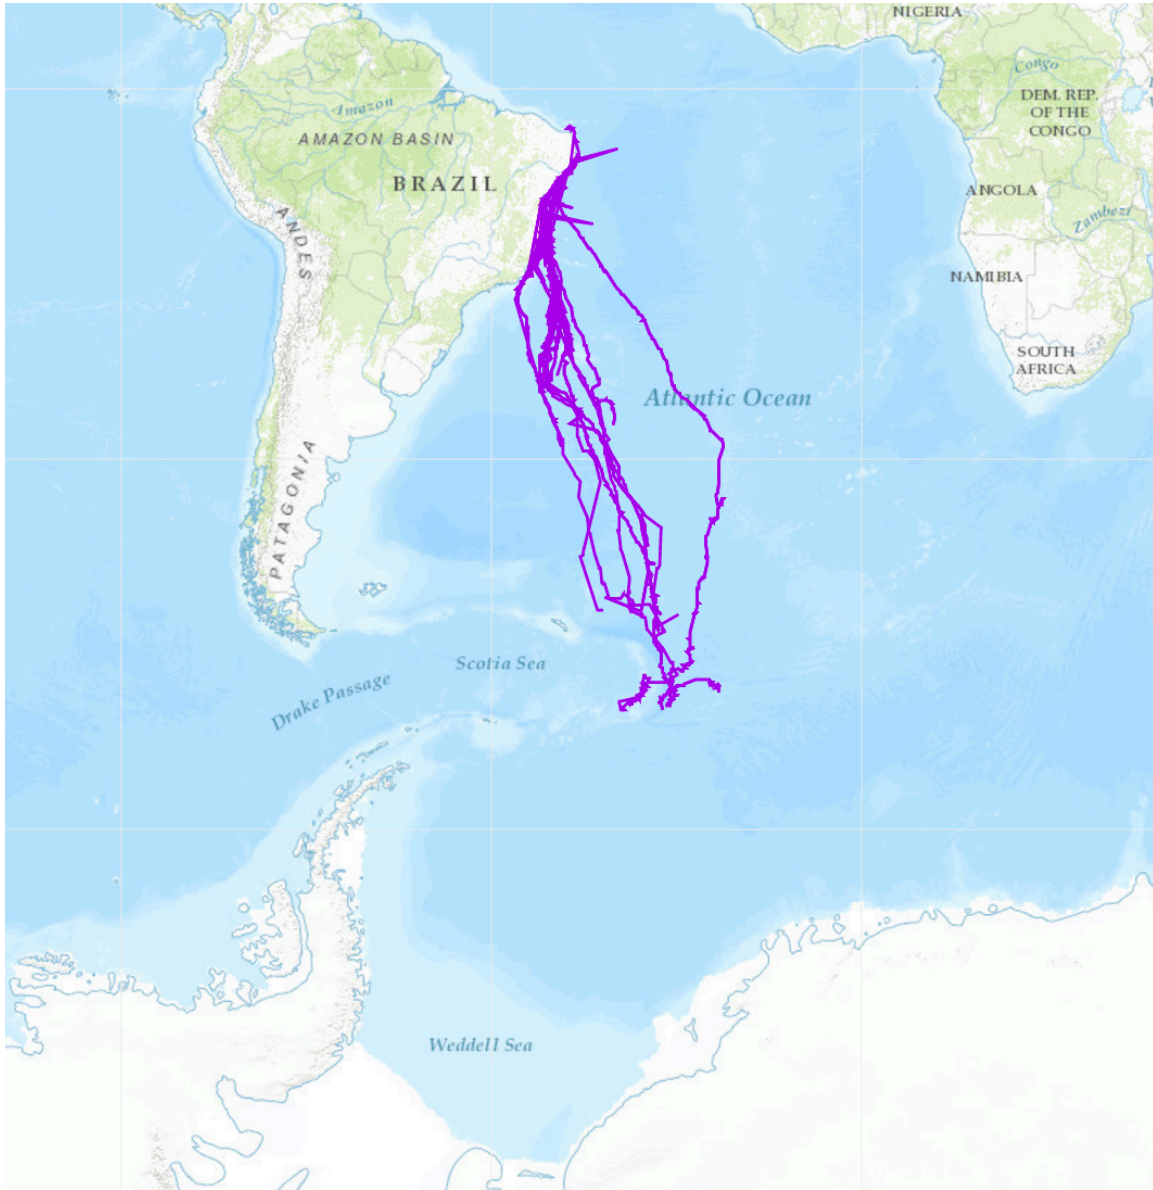 NIGERIA
Congo
DEM. REP.
OF THE
CONGO
Amazon
AMAZON BASIN
BRAZIL
ANGOLA
Zambezi
ANDES
NAMIBIA
SOUTH
AFRICA
Atlantic Ocean
PATAGONIA
Scotia Sea
Drake Passage
Weddell Sea